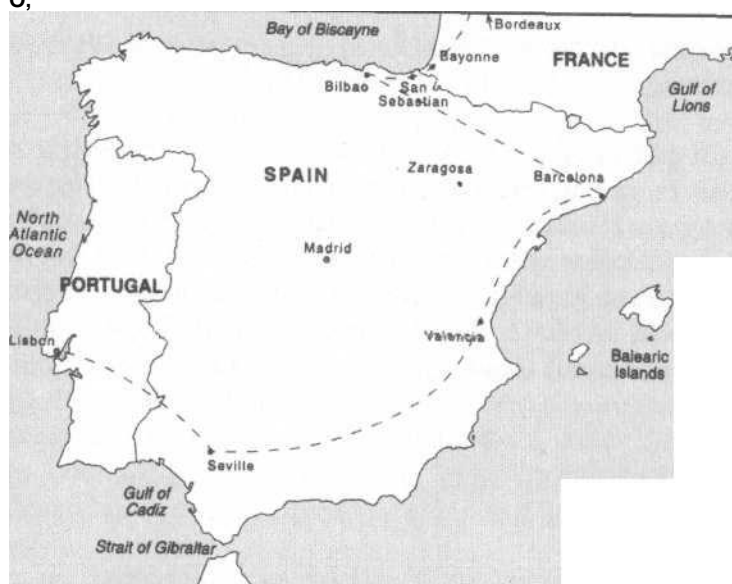 Bay of Biscayne
Bordeaux
Bayonne
FRANCE
Bilbao
San
Sebastian
Gulf of
Lions
SPAIN
Zaragosa
Barcelona
North
Atlantic
Ocean
Madrid
PORTUGAL
Lisbon
Valencia
Balearic
Islands
Seville
Gulf of
Cadiz
Strait of Gibraltar